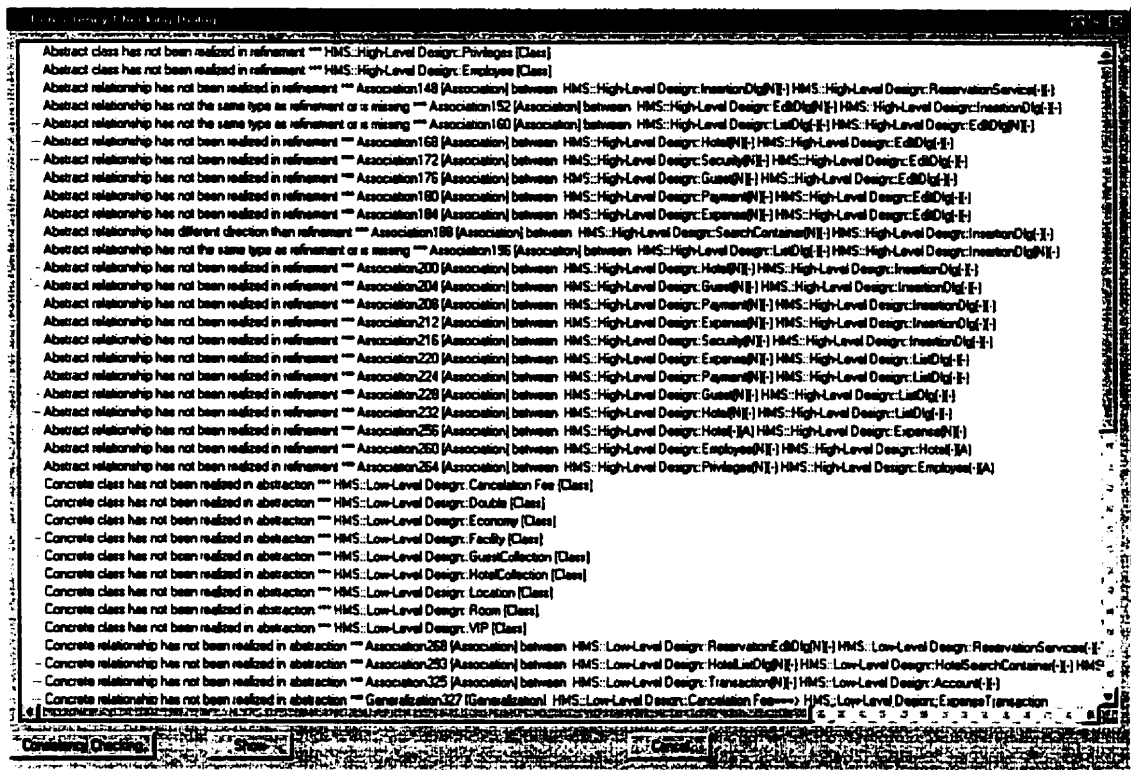 Consistency Checking Dialog
Abstract class has not been realized in refinement *** HMS::High-Level Design::Privileges [Class]
Abstract class has not been realized in refinement *** HMS::High-Level Design::Employee [Class]
Abstract relationship has not been realized in refinement *** Association148 [Association] between HMS::High-Level Design::InsertionDlg[N][-] HMS::High-Level Design::ReservationService[-][-]
Abstract relationship has not the same type as refinement or is missing *** Association152 [Association] between HMS::High-Level Design::EditDlg[N][-] HMS::High-Level Design::InsertionDlg[-][-]
Abstract relationship has not the same type as refinement or is missing *** Association160 [Association] between HMS::High-Level Design::ListDlg[-][-] HMS::High-Level Design::EditDlg[N][-]
Abstract relationship has not been realized in refinement *** Association168 [Association] between HMS::High-Level Design::Hotel[N][-] HMS::High-Level Design::EditDlg[-][-]
Abstract relationship has not been realized in refinement *** Association172 [Association] between HMS::High-Level Design::Security[N][-] HMS::High-Level Design::EditDlg[-][-]
Abstract relationship has not been realized in refinement *** Association176 [Association] between HMS::High-Level Design::Guest[N][-] HMS::High-Level Design::EditDlg[-][-]
Abstract relationship has not been realized in refinement *** Association180 [Association] between HMS::High-Level Design::Payment[N][-] HMS::High-Level Design::EditDlg[-][-]
Abstract relationship has not been realized in refinement *** Association184 [Association] between HMS::High-Level Design::Expense[N][-] HMS::High-Level Design::EditDlg[-][-]
Abstract relationship has different direction than refinement *** Association188 [Association] between HMS::High-Level Design::SearchContainer[N][-] HMS::High-Level Design::InsertionDlg[-][-]
Abstract relationship has not the same type as refinement or is missing *** Association196 [Association] between HMS::High-Level Design::ListDlg[-][-] HMS::High-Level Design::InsertionDlg[N][-]
Abstract relationship has not been realized in refinement *** Association200 [Association] between HMS::High-Level Design::Hotel[N][-] HMS::High-Level Design::InsertionDlg[-][-]
Abstract relationship has not been realized in refinement *** Association204 [Association] between HMS::High-Level Design::Guest[N][-] HMS::High-Level Design::InsertionDlg[-][-]
Abstract relationship has not been realized in refinement *** Association208 [Association] between HMS::High-Level Design::Payment[N][-] HMS::High-Level Design::InsertionDlg[-][-]
Abstract relationship has not been realized in refinement *** Association212 [Association] between HMS::High-Level Design::Expense[N][-] HMS::High-Level Design::InsertionDlg[-][-]
Abstract relationship has not been realized in refinement *** Association216 [Association] between HMS::High-Level Design::Security[N][-] HMS::High-Level Design::InsertionDlg[-][-]
Abstract relationship has not been realized in refinement *** Association220 [Association] between HMS::High-Level Design::Expense[N][-] HMS::High-Level Design::ListDlg[-][-]
Abstract relationship has not been realized in refinement *** Association224 [Association] between HMS::High-Level Design::Payment[N][-] HMS::High-Level Design::ListDlg[-][-]
Abstract relationship has not been realized in refinement *** Association228 [Association] between HMS::High-Level Design::Guest[N][-] HMS::High-Level Design::ListDlg[-][-]
Abstract relationship has not been realized in refinement *** Association232 [Association] between HMS::High-Level Design::Hotel[N][-] HMS::High-Level Design::ListDlg[-][-]
Abstract relationship has not been realized in refinement *** Association256 [Association] between HMS::High-Level Design::Hotel[-][A] HMS::High-Level Design::Expense[N][-]
Abstract relationship has not been realized in refinement *** Association260 [Association] between HMS::High-Level Design::Employee[N][-] HMS::High-Level Design::Hotel[-][A]
Abstract relationship has not been realized in refinement *** Association264 [Association] between HMS::High-Level Design::Privileges[N][-] HMS::High-Level Design::Employee[-][A]
Concrete class has not been realized in abstraction *** HMS::Low-Level Design::Cancelation Fee [Class]
Concrete class has not been realized in abstraction *** HMS::Low-Level Design::Double [Class]
Concrete class has not been realized in abstraction *** HMS::Low-Level Design::Economy [Class]
Concrete class has not been realized in abstraction *** HMS::Low-Level Design::Facility [Class]
Concrete class has not been realized in abstraction *** HMS::Low-Level Design::GuestCollection [Class]
Concrete class has not been realized in abstraction *** HMS::Low-Level Design::HotelCollection [Class]
Concrete class has not been realized in abstraction *** HMS::Low-Level Design::Location [Class]
Concrete class has not been realized in abstraction *** HMS::Low-Level Design::Room [Class]
Concrete class has not been realized in abstraction *** HMS::Low-Level Design::VIP [Class]
Concrete relationship has not been realized in abstraction *** Association268 [Association] between HMS::Low-Level Design::ReservationEditDlg[N][-] HMS::Low-Level Design::ReservationServices[-][-
Concrete relationship has not been realized in abstraction *** Association293 [Association] between HMS::Low-Level Design::HotelListDlg[N][-] HMS::Low-Level Design::HotelSearchContainer[-][-] HMS
Concrete relationship has not been realized in abstraction *** Association325 [Association] between HMS::Low-Level Design::Transaction[N][-] HMS::Low-Level Design::Account[-][-]
Concrete relationship has not been realized in abstraction *** Generalization327 [Generalization] HMS::Low-Level Design::Cancelation Fee===> HMS::Low-Level Design::ExpenseTransaction
Consistency Checking
Show
Cancel